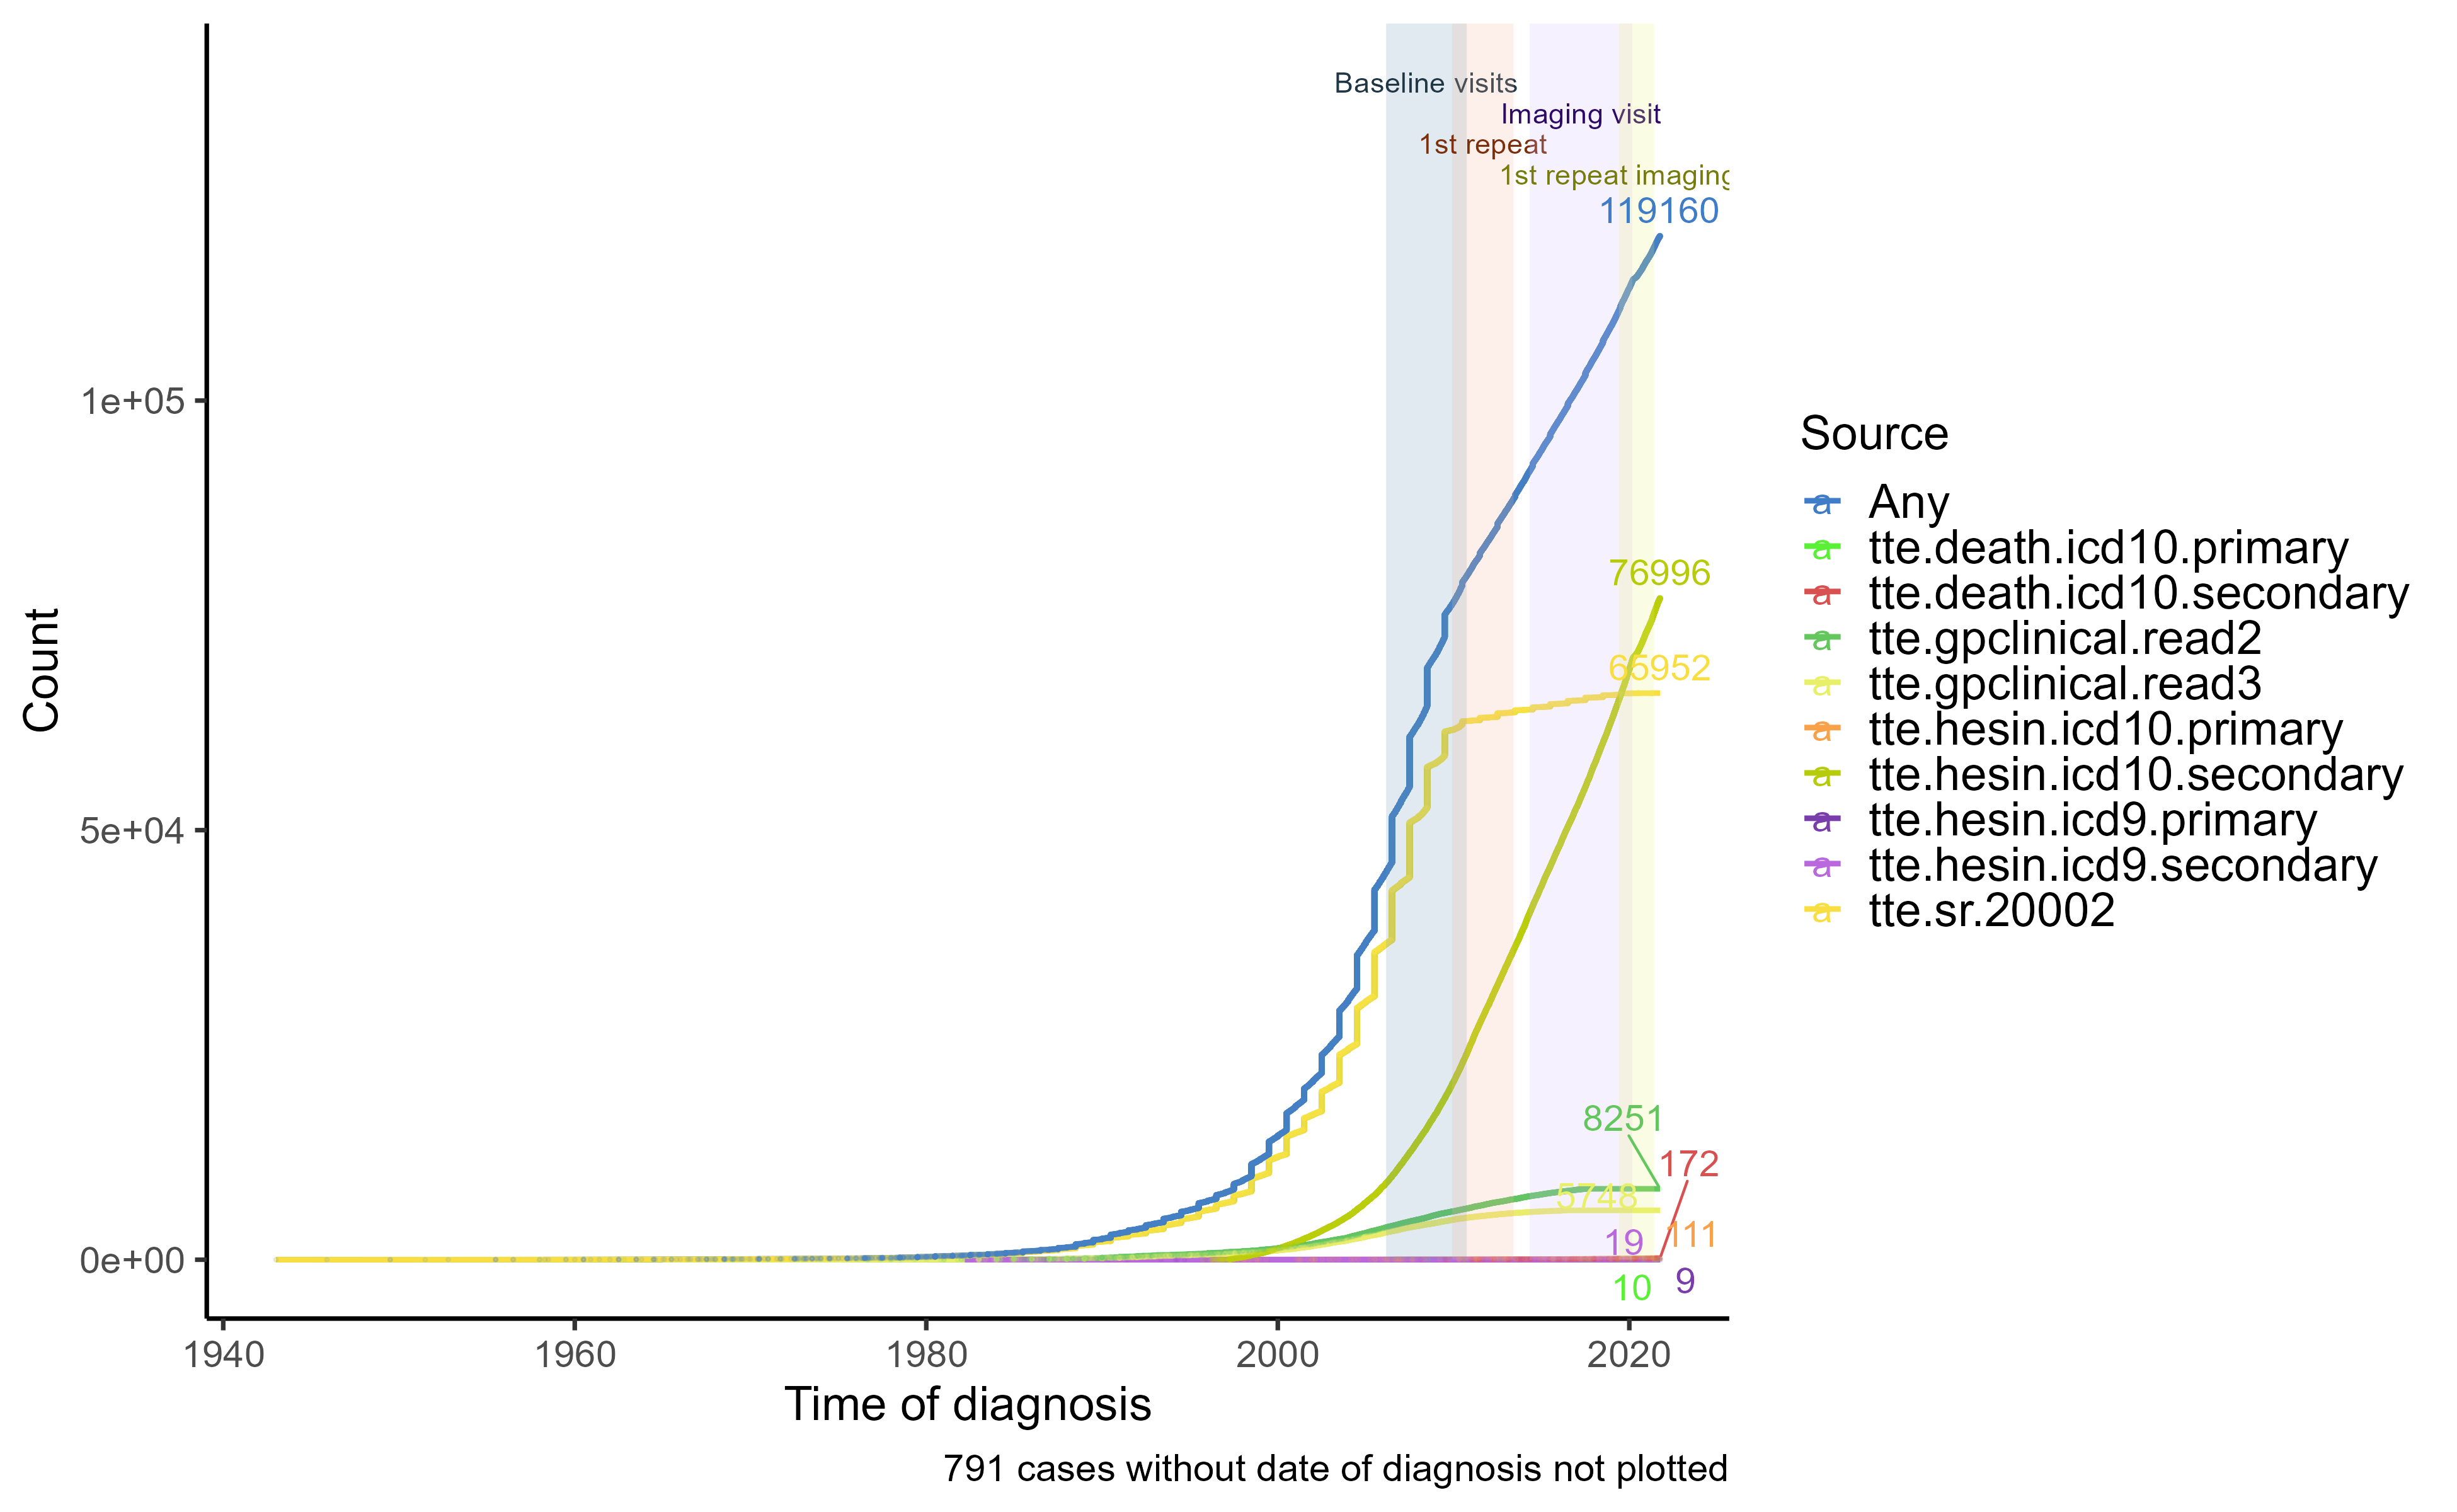 Baseline visits
Imaging visit
1st repeat
1st repeat imaging
119160
1e+05
76996
65952
5e+04
8251
172
5748
111
19
0e+00
9
10
1940 1960 1980 2000 2020
Count
Time of diagnosis
791 cases without date of diagnosis not plotted
Source
a Any
a tte.death.icd10.primary
a tte.death.icd10.secondary
a tte.gpclinical.read2
a tte.gpclinical.read3
a tte.hesin.icd10.primary
a tte.hesin.icd10.secondary
a tte.hesin.icd9.primary
a tte.hesin.icd9.secondary
a tte.sr.20002